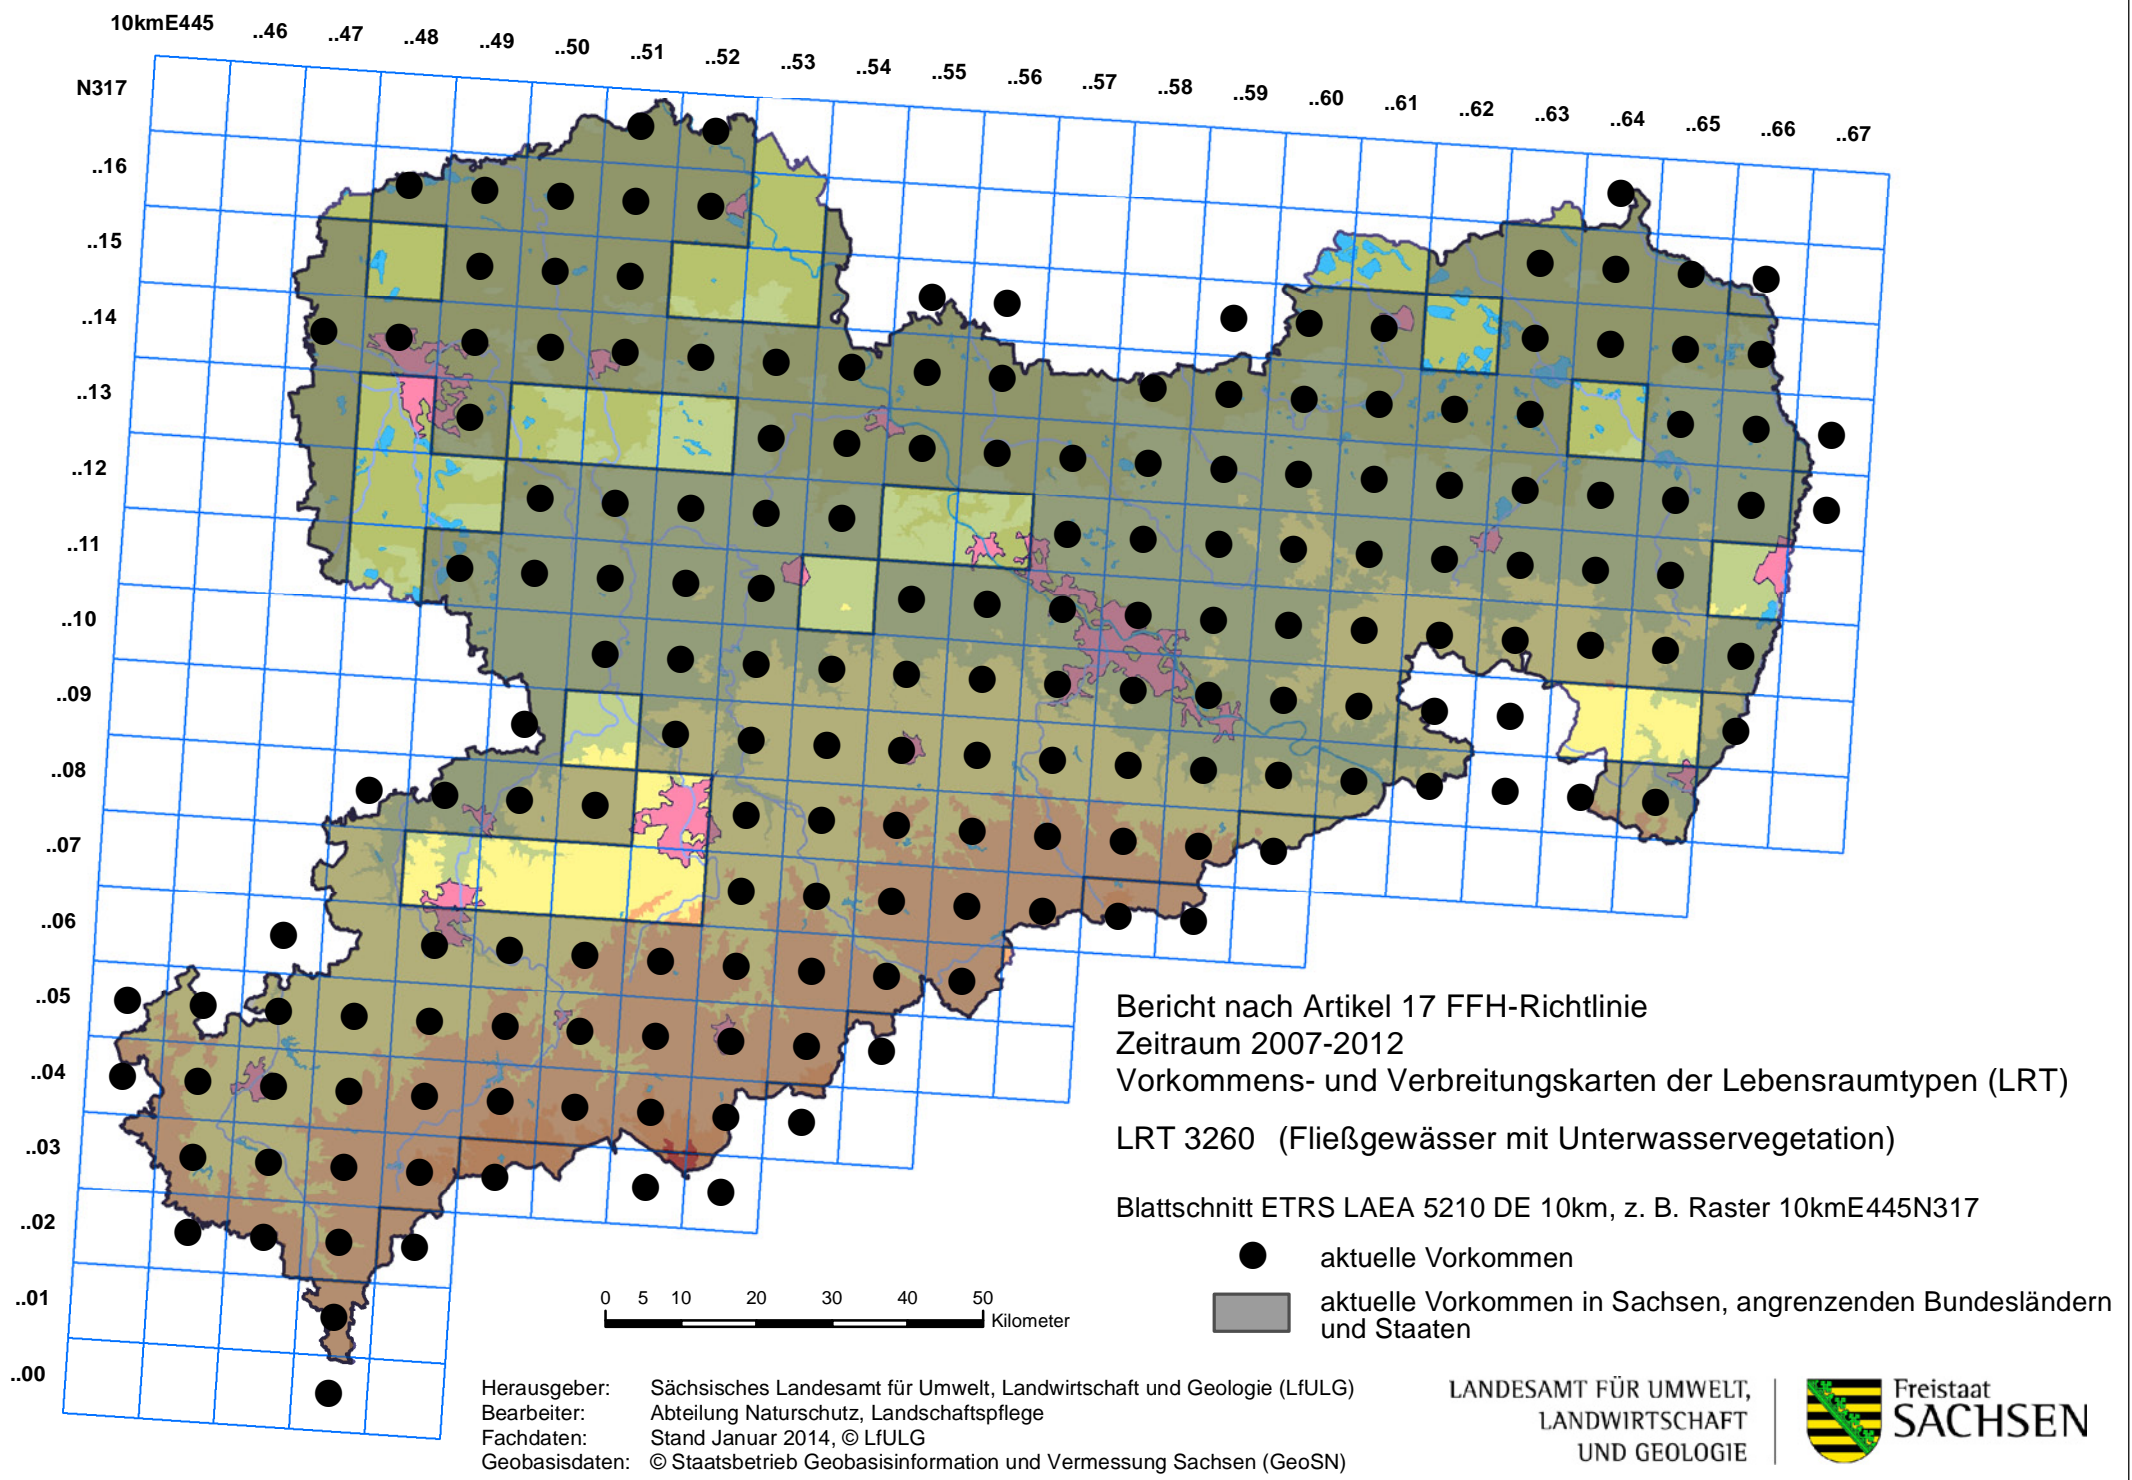 10kmE445 ..46 ..47 ..48 ..49 ..50 ..51 ..52 ..53 ..54 ..55 ..56 ..57 ..58 ..59 ..60 ..61 ..62 ..63 ..64 ..65 ..66 ..67
N317
..16
..15
..14
..13
..12
..11
..10
..09
..08
..07
..06
..05
..04
..03
..02
..01
..00
Bericht nach Artikel 17 FFH-Richtlinie
Zeitraum 2007-2012
Vorkommens- und Verbreitungskarten der Lebensraumtypen (LRT)
LRT 3260 (Fließgewässer mit Unterwasservegetation)
Blattschnitt ETRS LAEA 5210 DE 10km, z. B. Raster 10kmE445N317
aktuelle Vorkommen
aktuelle Vorkommen in Sachsen, angrenzenden Bundesländern
und Staaten
0 5 10 20 30 40 50
Kilometer
Herausgeber: Sächsisches Landesamt für Umwelt, Landwirtschaft und Geologie (LfULG)
Bearbeiter: Abteilung Naturschutz, Landschaftspflege
Fachdaten: Stand Januar 2014, © LfULG
Geobasisdaten: © Staatsbetrieb Geobasisinformation und Vermessung Sachsen (GeoSN)
LANDESAMT FÜR UMWELT,
LANDWIRTSCHAFT
UND GEOLOGIE
Freistaat
SACHSEN